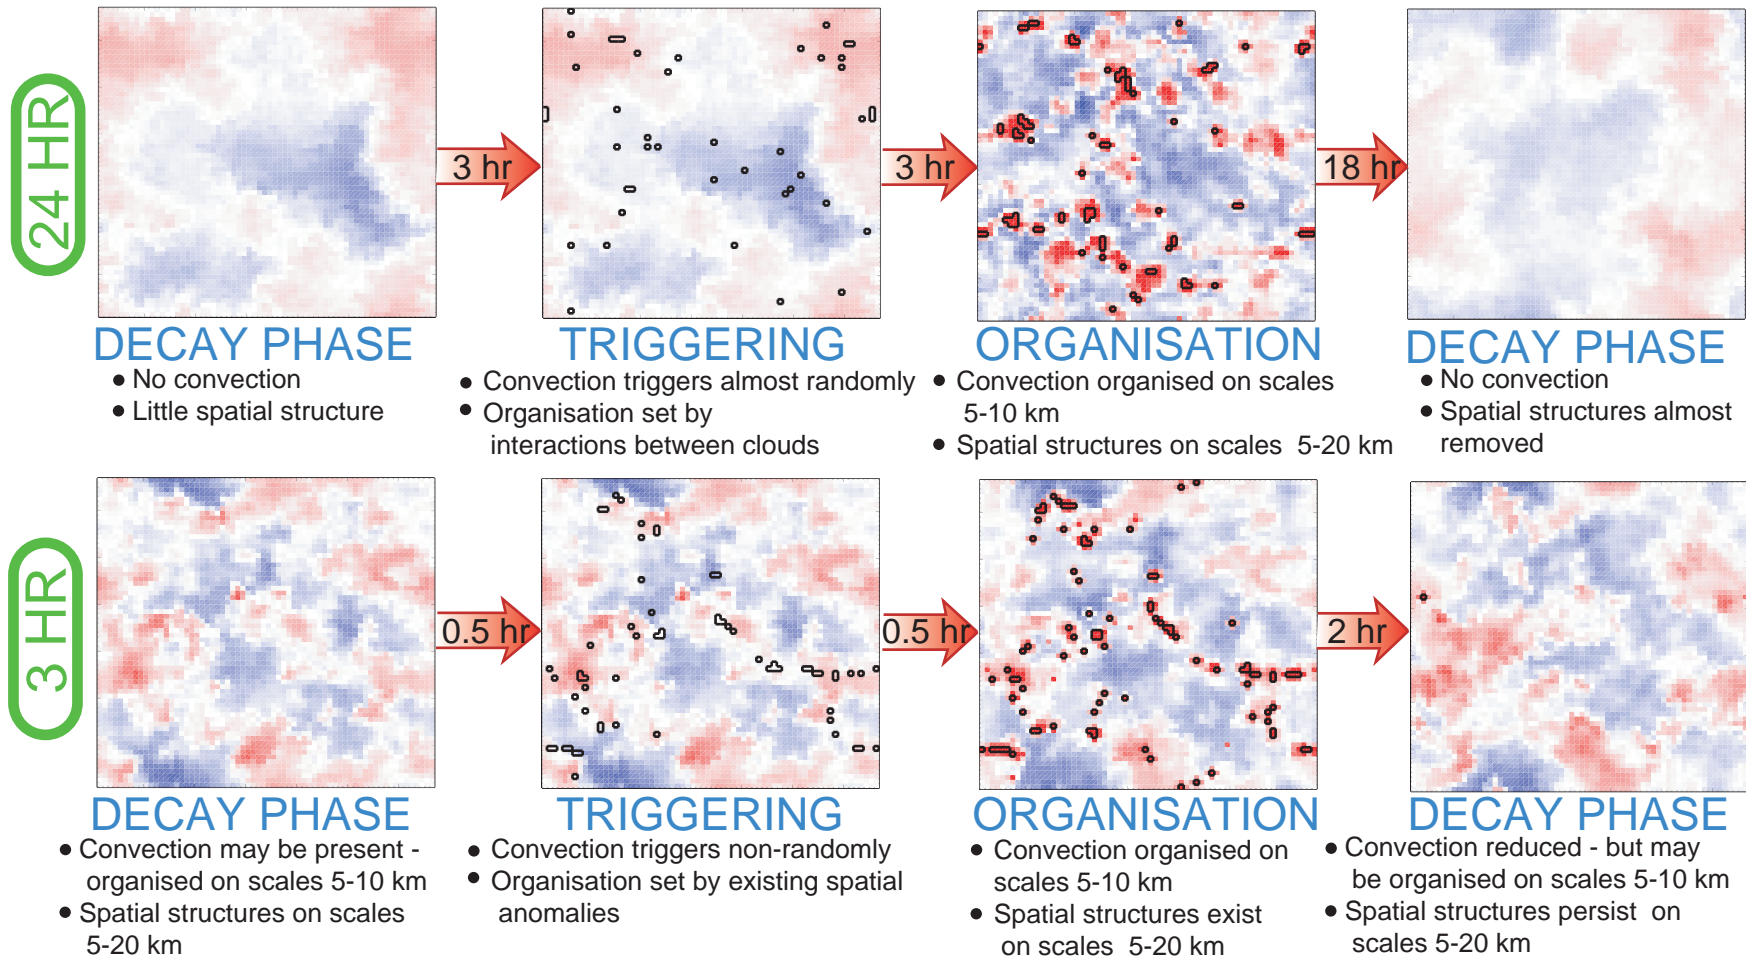 24 HR
3 hr
3 hr
18 hr
DECAY PHASE
• No convection
• Little spatial structure
TRIGGERING
• Convection triggers almost randomly
• Organisation set by
interactions between clouds
ORGANISATION
• Convection organised on scales
5-10 km
• Spatial structures on scales 5-20 km
DECAY PHASE
• No convection
• Spatial structures almost
removed
3 HR
0.5 hr
0.5 hr
2 hr
DECAY PHASE
• Convection may be present -
organised on scales 5-10 km
• Spatial structures on scales
5-20 km
TRIGGERING
• Convection triggers non-randomly
• Organisation set by existing spatial
anomalies
ORGANISATION
• Convection organised on
scales 5-10 km
• Spatial structures exist
on scales 5-20 km
DECAY PHASE
• Convection reduced - but may
be organised on scales 5-10 km
• Spatial structures persist on
scales 5-20 km